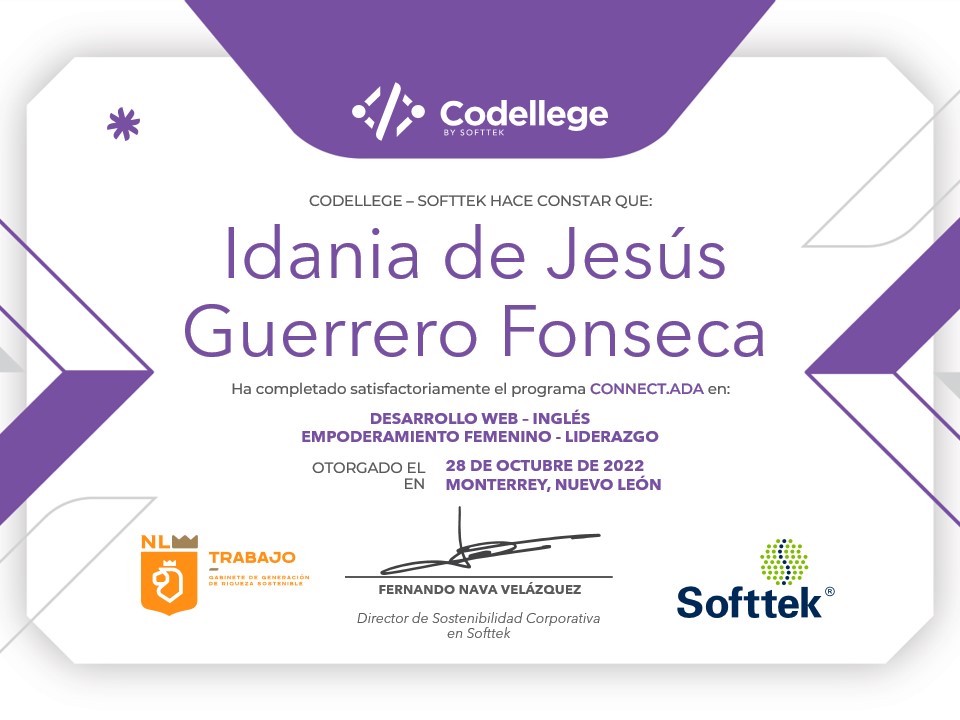 Codellege
BY SOFTTEK
CODELLEGE – SOFTTEK HACE CONSTAR QUE:
Idania de Jesús
Guerrero Fonseca
Ha completado satisfactoriamente el programa CONNECT.ADA en:
DESARROLLO WEB – INGLÉS
EMPODERAMIENTO FEMENINO - LIDERAZGO
OTORGADO EL 28 DE OCTUBRE DE 2022
EN MONTERREY, NUEVO LEÓN
NL
TRABAJO
GABINETE DE GENERACIÓN
DE RIQUEZA SOSTENIBLE
FERNANDO NAVA VELÁZQUEZ
Director de Sostenibilidad Corporativa
en Softtek
Softtek®